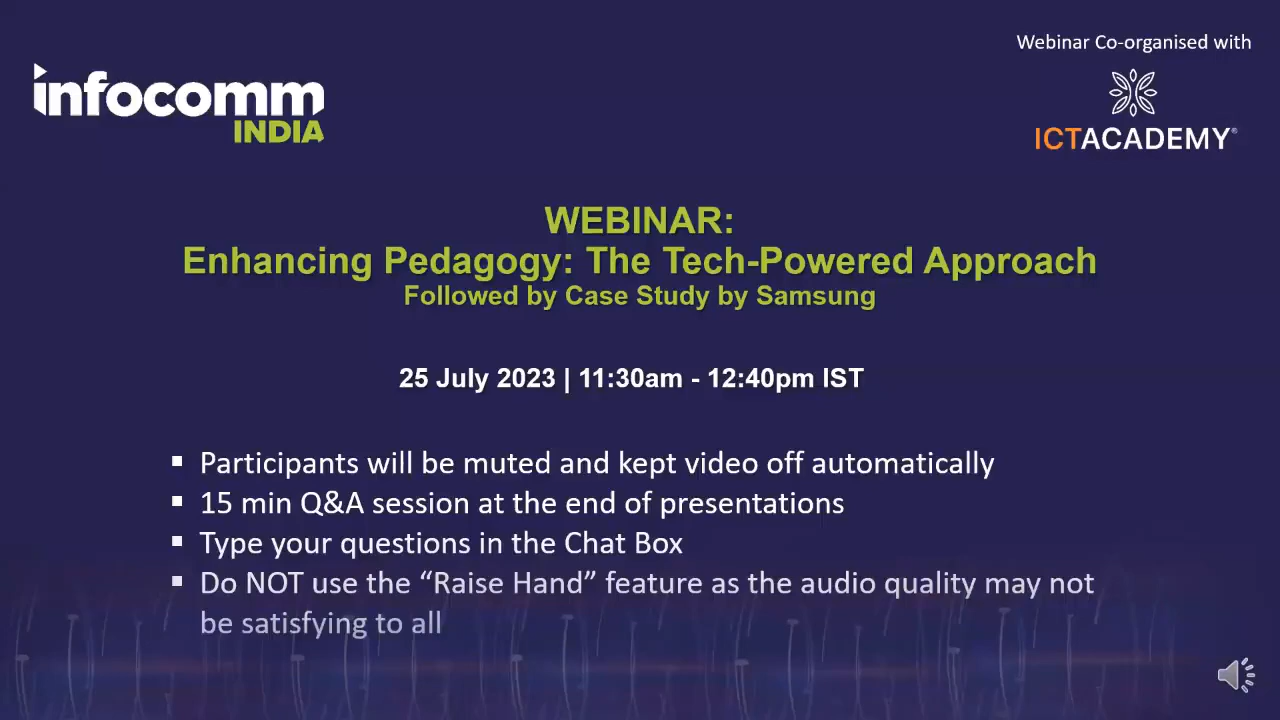 Webinar Co-organised with
infocomm
INDIA
ICTACADEMY®
WEBINAR:
Enhancing Pedagogy: The Tech-Powered Approach
Followed by Case Study by Samsung
25 July 2023 | 11:30am - 12:40pm IST
▪ Participants will be muted and kept video off automatically
▪ 15 min Q&A session at the end of presentations
▪ Type your questions in the Chat Box
▪ Do NOT use the “Raise Hand” feature as the audio quality may not
be satisfying to all